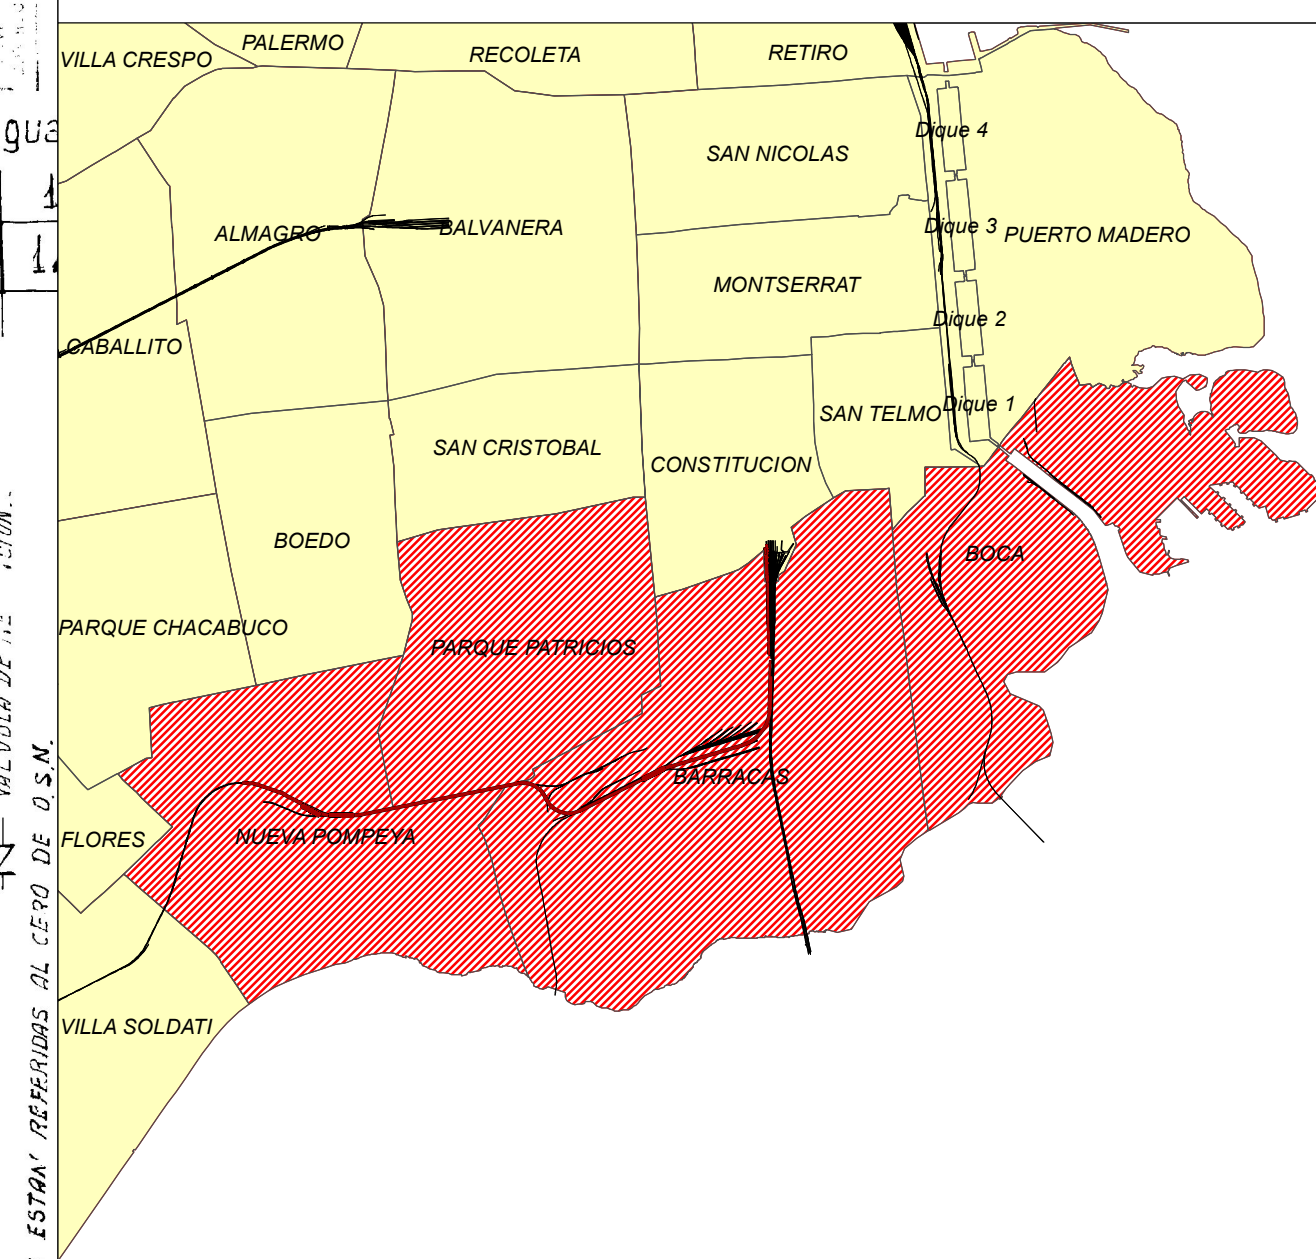 VILLA CRESPO
PALERMO
RECOLETA
RETIRO
Dique 4
SAN NICOLAS
ALMAGRO
BALVANERA
Dique 3
PUERTO MADERO
MONTSERRAT
Dique 2
CABALLITO
SAN TELMO
Dique 1
SAN CRISTOBAL
CONSTITUCION
BOEDO
BOCA
PARQUE CHACABUCO
PARQUE PATRICIOS
BARRACAS
FLORES
NUEVA POMPEYA
VILLA SOLDATI
gua
1
ESTAN' REFERIDAS AL CERO DE O.S.N.